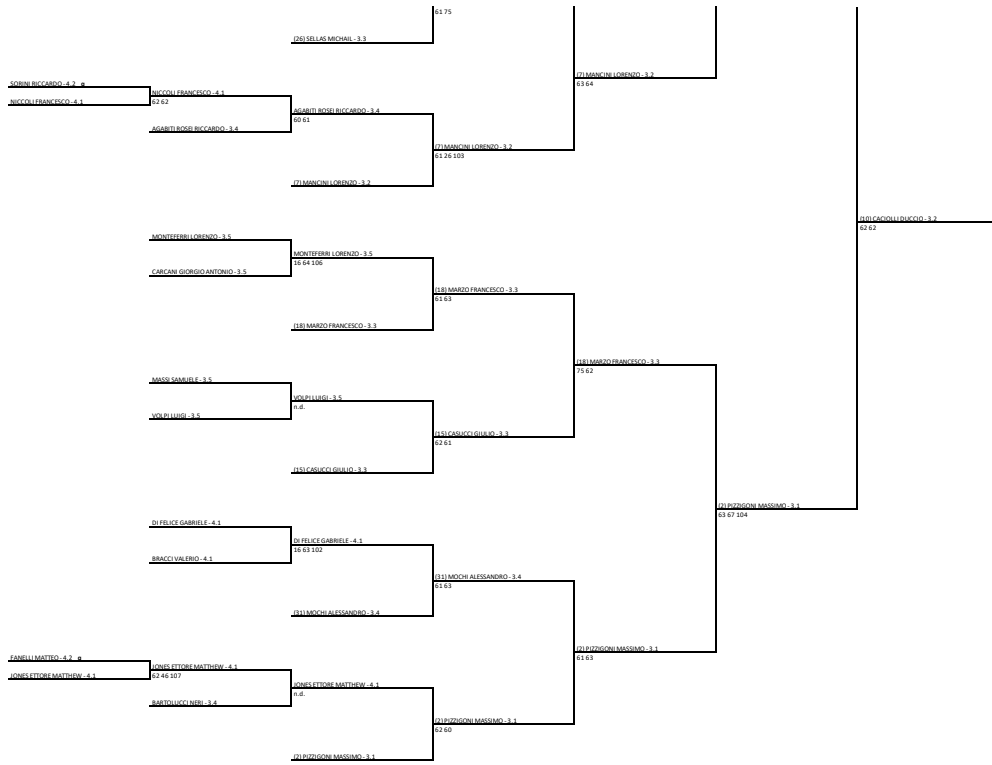 61 75
(26) SELLAS MICHAIL - 3.3
(7) MANCINI LORENZO - 3.2
63 64
SORINI RICCARDO - 4.2 q
NICCOLI FRANCESCO - 4.1
62 62
NICCOLI FRANCESCO - 4.1
AGABITI ROSEI RICCARDO - 3.4
60 61
AGABITI ROSEI RICCARDO - 3.4
(7) MANCINI LORENZO - 3.2
61 26 103
(7) MANCINI LORENZO - 3.2
(10) CACIOLLI DUCCIO - 3.2
62 62
MONTEFERRI LORENZO - 3.5
MONTEFERRI LORENZO - 3.5
16 64 106
CARCANI GIORGIO ANTONIO - 3.5
(18) MARZO FRANCESCO - 3.3
61 63
(18) MARZO FRANCESCO - 3.3
(18) MARZO FRANCESCO - 3.3
75 62
MASSI SAMUELE - 3.5
VOLPI LUIGI - 3.5
n.d.
VOLPI LUIGI - 3.5
(15) CASUCCI GIULIO - 3.3
62 61
(15) CASUCCI GIULIO - 3.3
(2) PIZZIGONI MASSIMO - 3.1
63 67 104
DI FELICE GABRIELE - 4.1
DI FELICE GABRIELE - 4.1
16 63 102
BRACCI VALERIO - 4.1
(31) MOCHI ALESSANDRO - 3.4
61 63
(31) MOCHI ALESSANDRO - 3.4
(2) PIZZIGONI MASSIMO - 3.1
61 63
FANELLI MATTEO - 4.2 q
JONES ETTORE MATTHEW - 4.1
62 46 107
JONES ETTORE MATTHEW - 4.1
JONES ETTORE MATTHEW - 4.1
n.d.
BARTOLUCCI NERI - 3.4
(2) PIZZIGONI MASSIMO - 3.1
62 60
(2) PIZZIGONI MASSIMO - 3.1